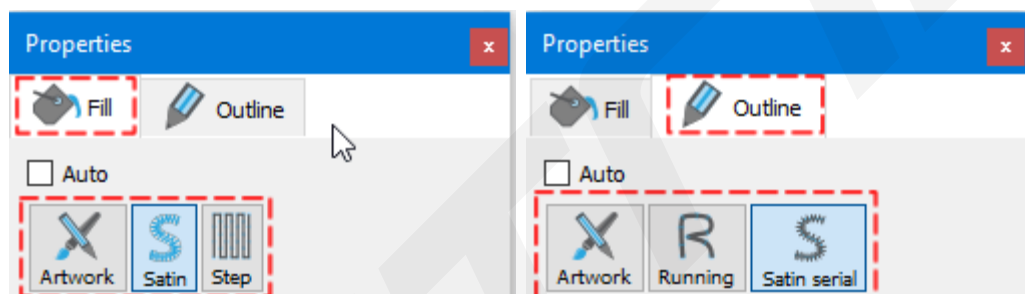 Properties x
Fill Outline
Auto
Artwork Satin Step
Properties x
Fill Outline
Auto
Artwork Running Satin serial